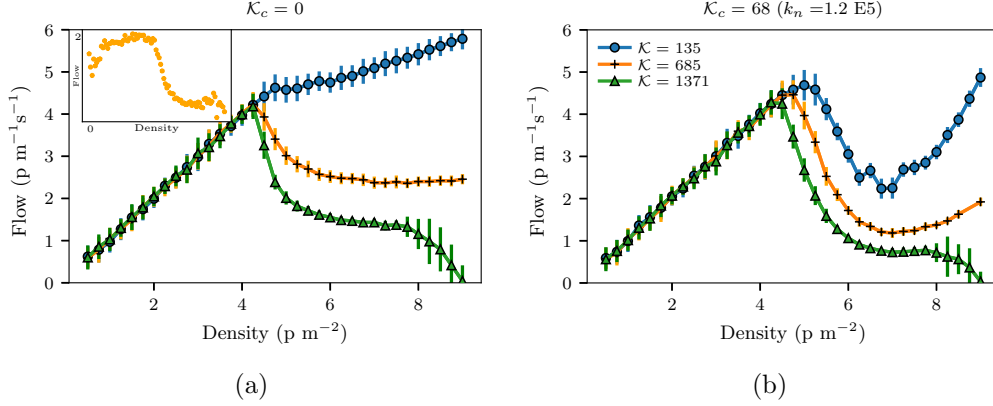 𝒦c = 0
6
5
4
3
2
1
0
Flow (p m⁻¹s⁻¹)
2
Flow
0
Density
2
4
6
8
Density (p m⁻²)
(a)
𝒦c = 68 (kn =1.2 E5)
𝒦 = 135
𝒦 = 685
𝒦 = 1371
6
5
4
3
2
1
0
Flow (p m⁻¹s⁻¹)
2
4
6
8
Density (p m⁻²)
(b)